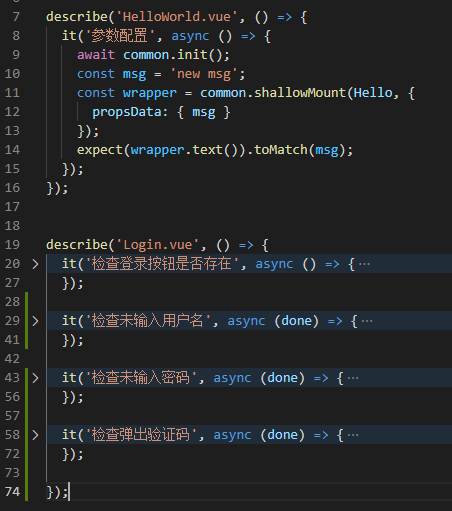 6
7 describe('HelloWorld.vue', () => {
8 it('参数配置', async () => {
9 await common.init();
10 const msg = 'new msg';
11 const wrapper = common.shallowMount(Hello, {
12 propsData: { msg }
13 });
14 expect(wrapper.text()).toMatch(msg);
15 });
16 });
17
18
19 describe('Login.vue', () => {
20 it('检查登录按钮是否存在', async () => { ···
27 });
28
29 it('检查未输入用户名', async (done) => { ···
41 });
42
43 it('检查未输入密码', async (done) => { ···
56 });
57
58 it('检查弹出验证码', async (done) => { ···
72 });
73
74 });